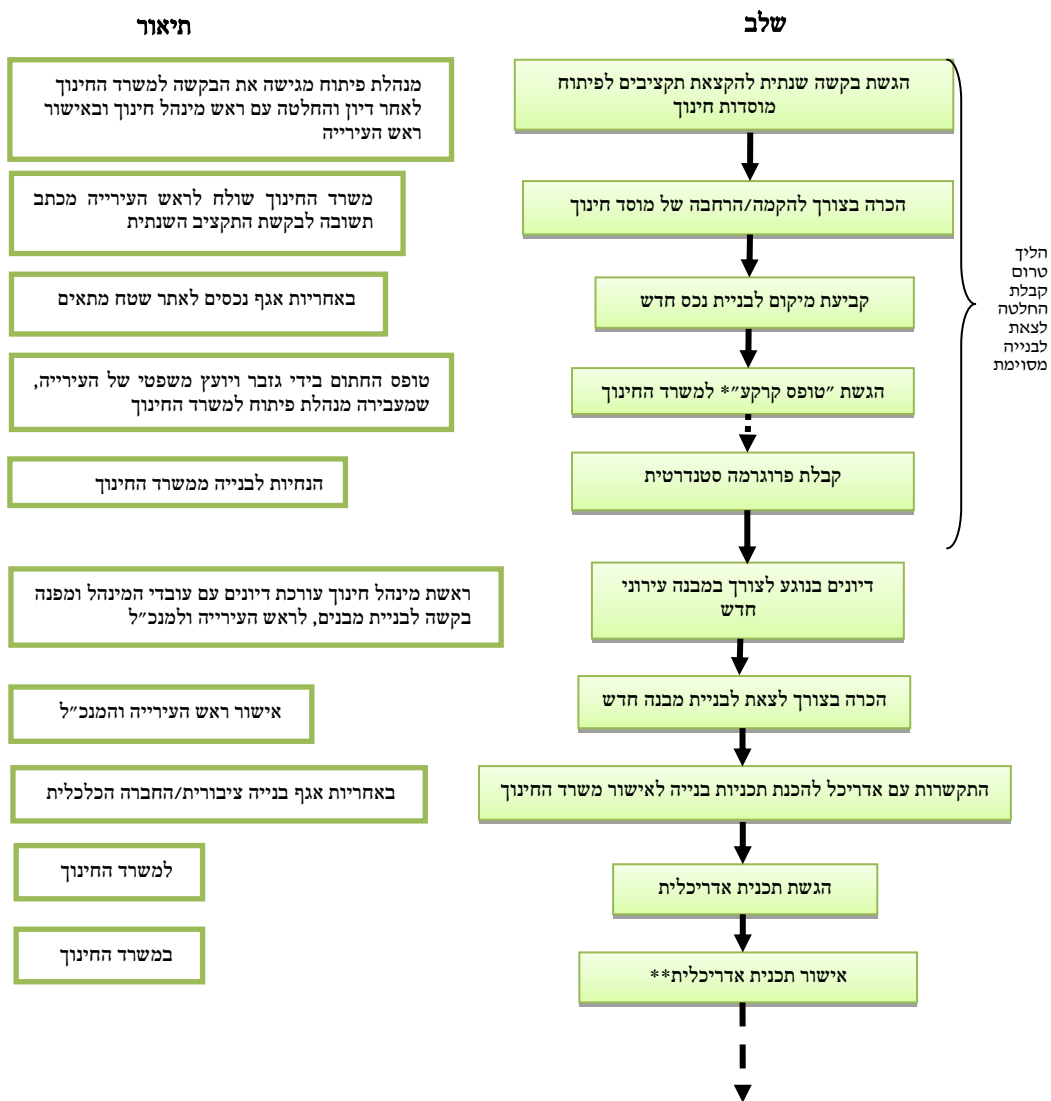 שלב
תיאור
הגשת בקשה שנתית להקצאת תקציבים לפיתוח
מוסדות חינוך
מנהלת פיתוח מגישה את הבקשה למשרד החינוך
לאחר דיון והחלטה עם ראש מינהל חינוך ובאישור
ראש העירייה
הכרה בצורך להקמה/הרחבה של מוסד חינוך
משרד החינוך שולח לראש העירייה מכתב
תשובה לבקשת התקציב השנתית
הליך
טרום
קבלת
החלטה
לצאת
לבנייה
מסוימת
קביעת מיקום לבניית נכס חדש
באחריות אגף נכסים לאתר שטח מתאים
הגשת "טופס קרקע"* למשרד החינוך
טופס החתום בידי גזבר ויועץ משפטי של העירייה,
שמעבירה מנהלת פיתוח למשרד החינוך
קבלת פרוגרמה סטנדרטית
הנחיות לבנייה ממשרד החינוך
דיונים בנוגע לצורך במבנה עירוני
חדש
ראשת מינהל חינוך עורכת דיונים עם עובדי המינהל ומפנה
בקשה לבניית מבנים, לראש העירייה ולמנכ"ל
הכרה בצורך לצאת לבניית מבנה חדש
אישור ראש העירייה והמנכ"ל
התקשרות עם אדריכל להכנת תכניות בנייה לאישור משרד החינוך
באחריות אגף בנייה ציבורית/החברה הכלכלית
הגשת תכנית אדריכלית
למשרד החינוך
אישור תכנית אדריכלית**
במשרד החינוך